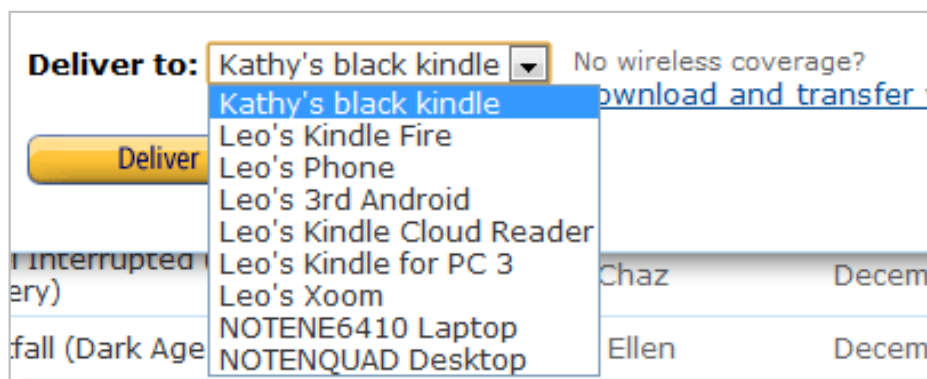 Deliver to: Kathy's black kindle No wireless coverage?
Kathy's black kindle ownload and transfer
Leo's Kindle Fire
Deliver Leo's Phone
Leo's 3rd Android
Leo's Kindle Cloud Reader
Interrupted Leo's Kindle for PC 3
ery) Chaz Decem
Leo's Xoom
NOTENE6410 Laptop
fall (Dark Age Ellen Decem
NOTENQUAD Desktop